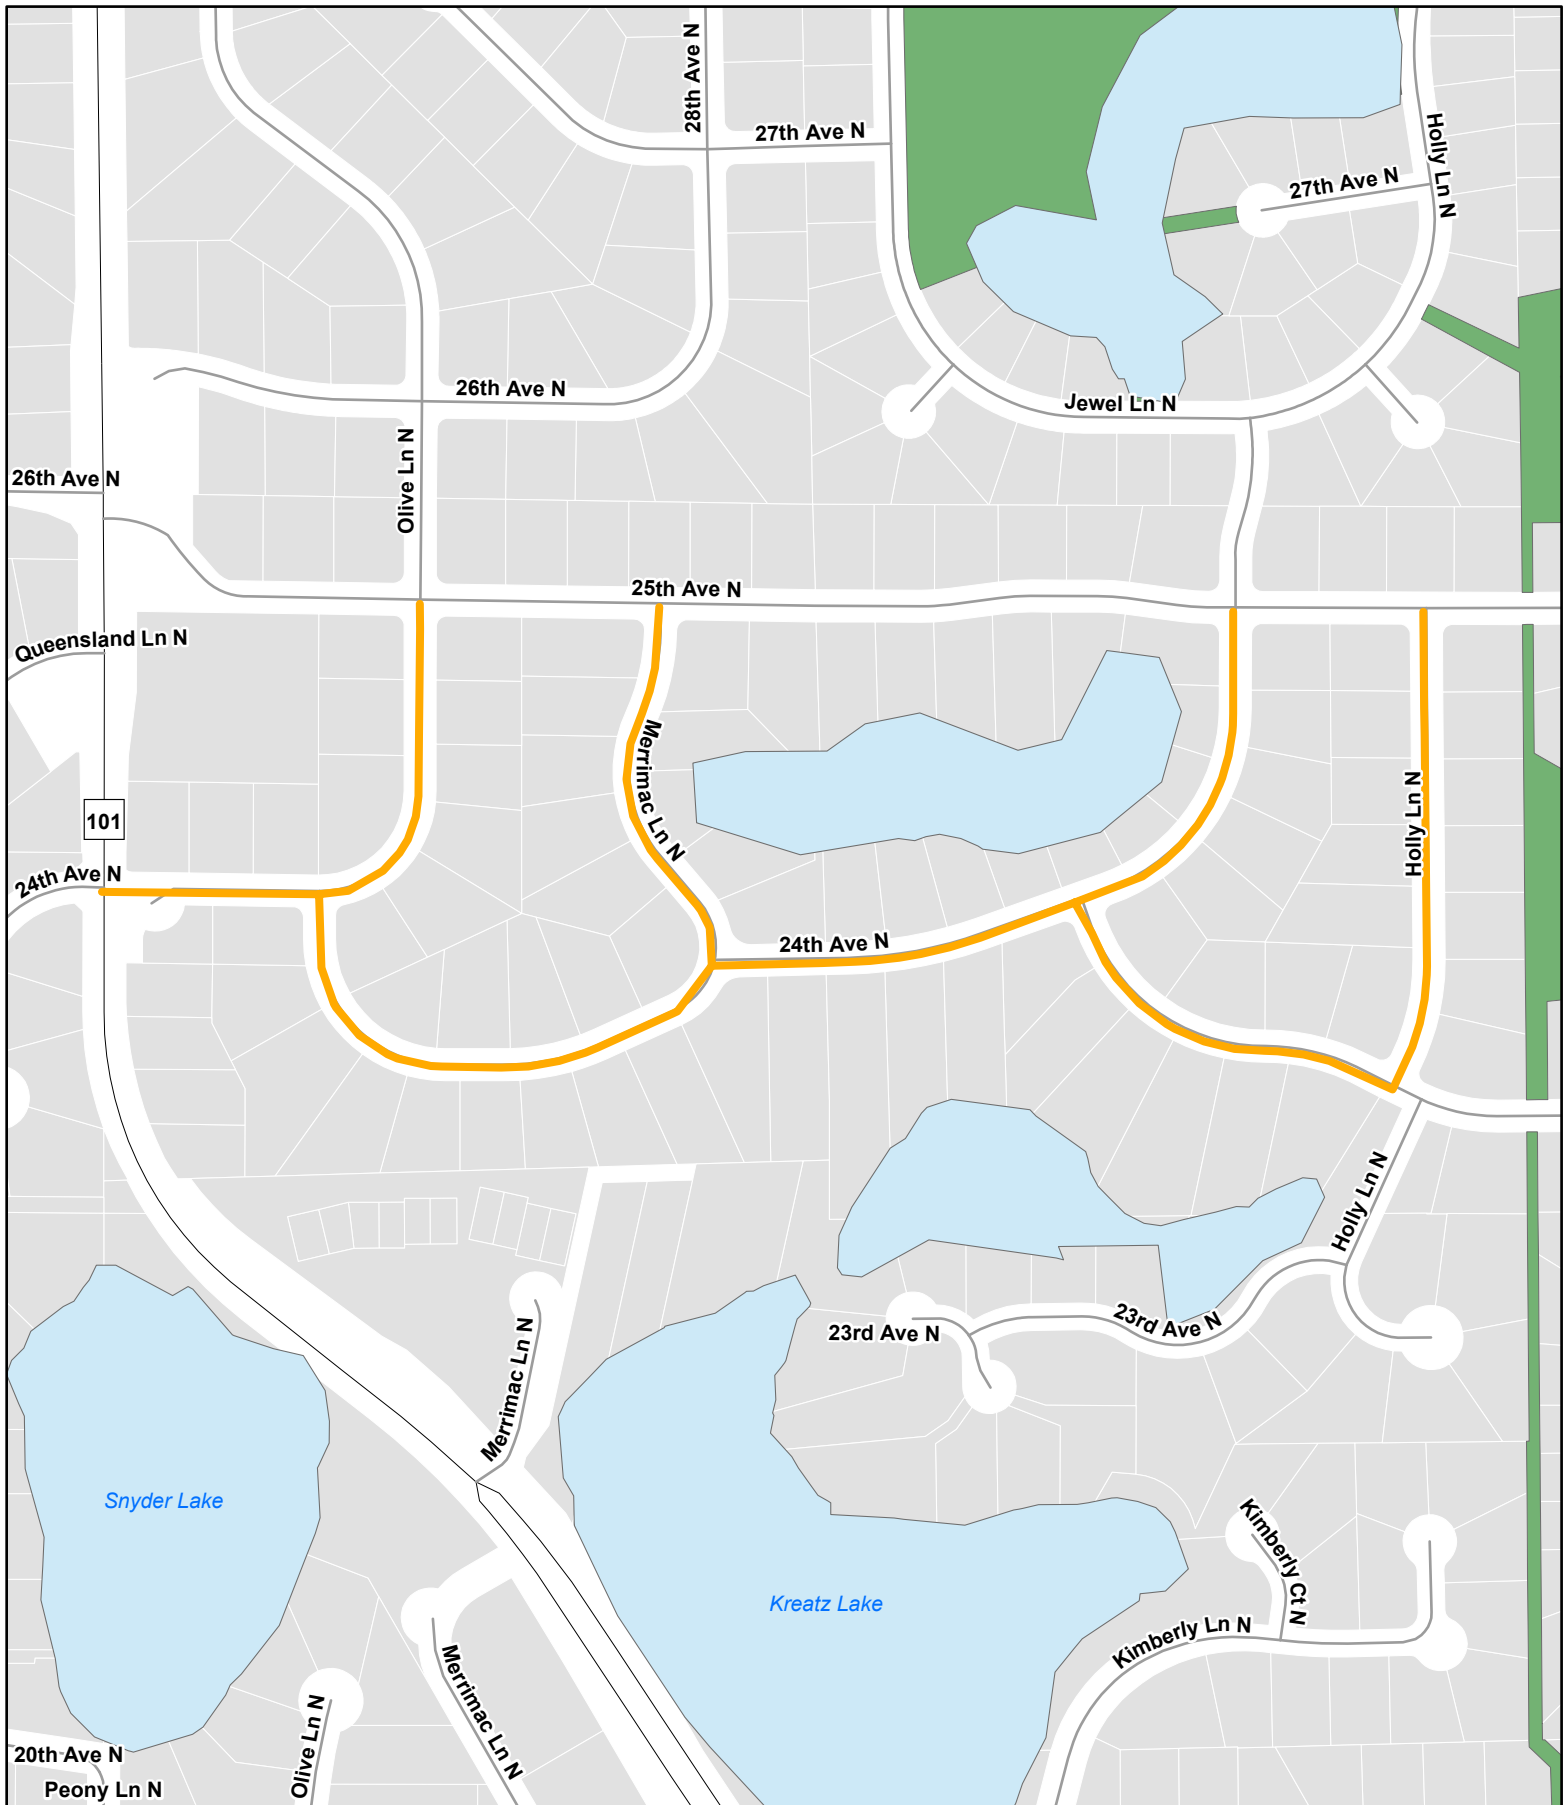 28th Ave N
27th Ave N
Holly Ln N
27th Ave N
26th Ave N
Jewel Ln N
Olive Ln N
26th Ave N
25th Ave N
Queensland Ln N
Merrimac Ln N
Holly Ln N
101
24th Ave N
24th Ave N
Holly Ln N
23rd Ave N
23rd Ave N
Merrimac Ln N
Snyder Lake
Kimberly Ct N
Kreatz Lake
Kimberly Ln N
Merrimac Ln N
Olive Ln N
20th Ave N
Peony Ln N